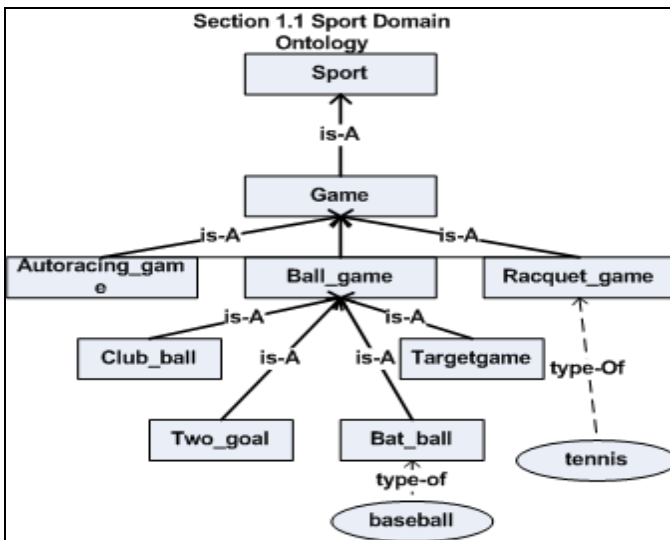 Section 1.1 Sport Domain
Ontology
Sport
is-A
Game
is-A
is-A
Autoracing_gam
e
Ball_game
Racquet_game
is-A
is-A
Club_ball
is-A
is-A
Targetgame
type-Of
Two_goal
Bat_ball
tennis
type-of
baseball